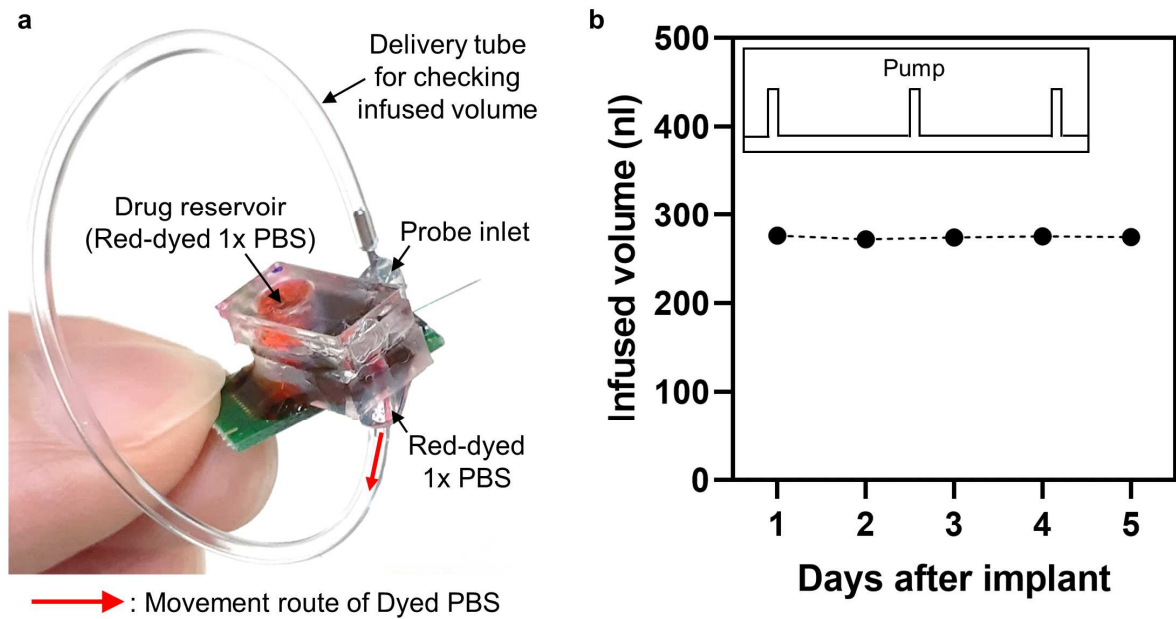 a
Delivery tube
for checking
infused volume
Drug reservoir
(Red-dyed 1x PBS)
Probe inlet
Red-dyed
1x PBS
: Movement route of Dyed PBS
b
Infused volume (nl)
500
400
300
200
100
0
Pump
1 2 3 4 5
Days after implant